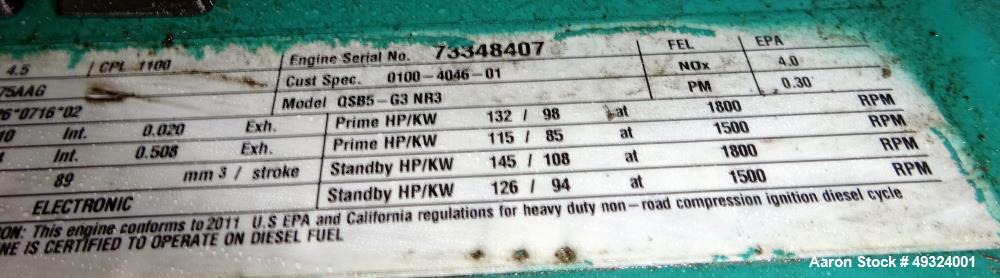 4.5 / CPL 1100
75AAG
26*0716*02
10 Int. 0.020 Exh.
Int. 0.508 Exh.
89 mm 3 / stroke
ELECTRONIC
Engine Serial No. 73348407
Cust Spec. 0100-4046-01
Model QSB5-G3 NR3
FEL EPA
NOx 4.0
PM 0.30
Prime HP/KW 132 / 98 at 1800 RPM
Prime HP/KW 115 / 85 at 1500 RPM
Standby HP/KW 145 / 108 at 1800 RPM
Standby HP/KW 126 / 94 at 1500 RPM
ON: This engine conforms to 2011 U.S EPA and California regulations for heavy duty non-road compression ignition diesel cycle
NE IS CERTIFIED TO OPERATE ON DIESEL FUEL
Aaron Stock # 49324001